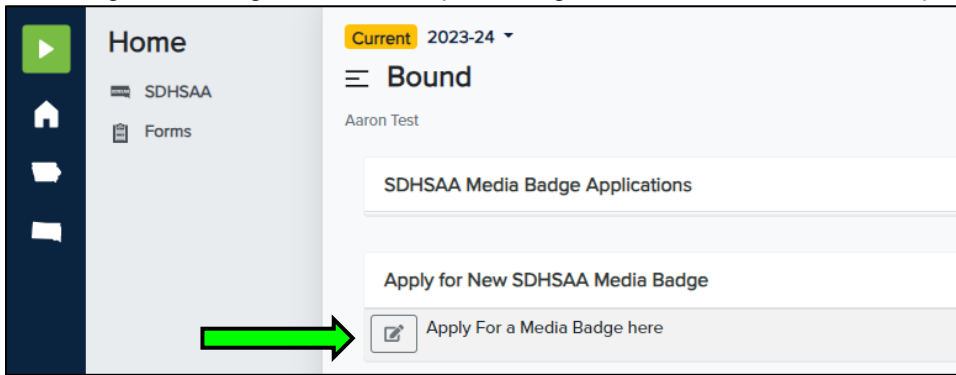 Home
SDHSAA
Forms
Current 2023-24
Bound
Aaron Test
SDHSAA Media Badge Applications
Apply for New SDHSAA Media Badge
Apply For a Media Badge here